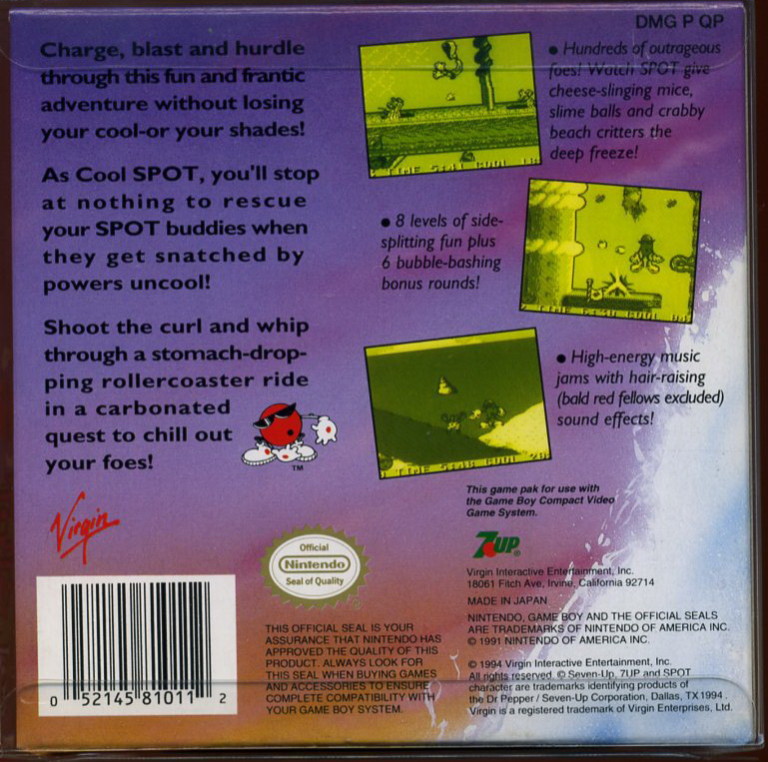 DMG P QP
Charge, blast and hurdle
through this fun and frantic
adventure without losing
your cool-or your shades!
As Cool SPOT, you'll stop
at nothing to rescue
your SPOT buddies when
they get snatched by
powers uncool!
Shoot the curl and whip
through a stomach-drop-
ping rollercoaster ride
in a carbonated
quest to chill out
your foes!
TM
• Hundreds of outrageous
foes! Watch SPOT give
cheese-slinging mice,
slime balls and crabby
beach critters the
deep freeze!
• 8 levels of side-
splitting fun plus
6 bubble-bashing
bonus rounds!
• High-energy music
jams with hair-raising
(bald red fellows excluded)
sound effects!
This game pak for use with
the Game Boy Compact Video
Game System.
Virgin
Official
Nintendo
Seal of Quality
THIS OFFICIAL SEAL IS YOUR
ASSURANCE THAT NINTENDO HAS
APPROVED THE QUALITY OF THIS
PRODUCT. ALWAYS LOOK FOR
THIS SEAL WHEN BUYING GAMES
AND ACCESSORIES TO ENSURE
COMPLETE COMPATIBILITY WITH
YOUR GAME BOY SYSTEM.
7UP
Virgin Interactive Entertainment, Inc.
18061 Fitch Ave, Irvine, California 92714
MADE IN JAPAN
NINTENDO, GAME BOY AND THE OFFICIAL SEALS
ARE TRADEMARKS OF NINTENDO OF AMERICA INC.
© 1991 NINTENDO OF AMERICA INC.
© 1994 Virgin Interactive Entertainment, Inc.
All rights reserved. © Seven-Up, 7UP and SPOT
character are trademarks identifying products of
the Dr Pepper / Seven-Up Corporation, Dallas, TX 1994.
Virgin is a registered trademark of Virgin Enterprises, Ltd.
0 52145 81011 2